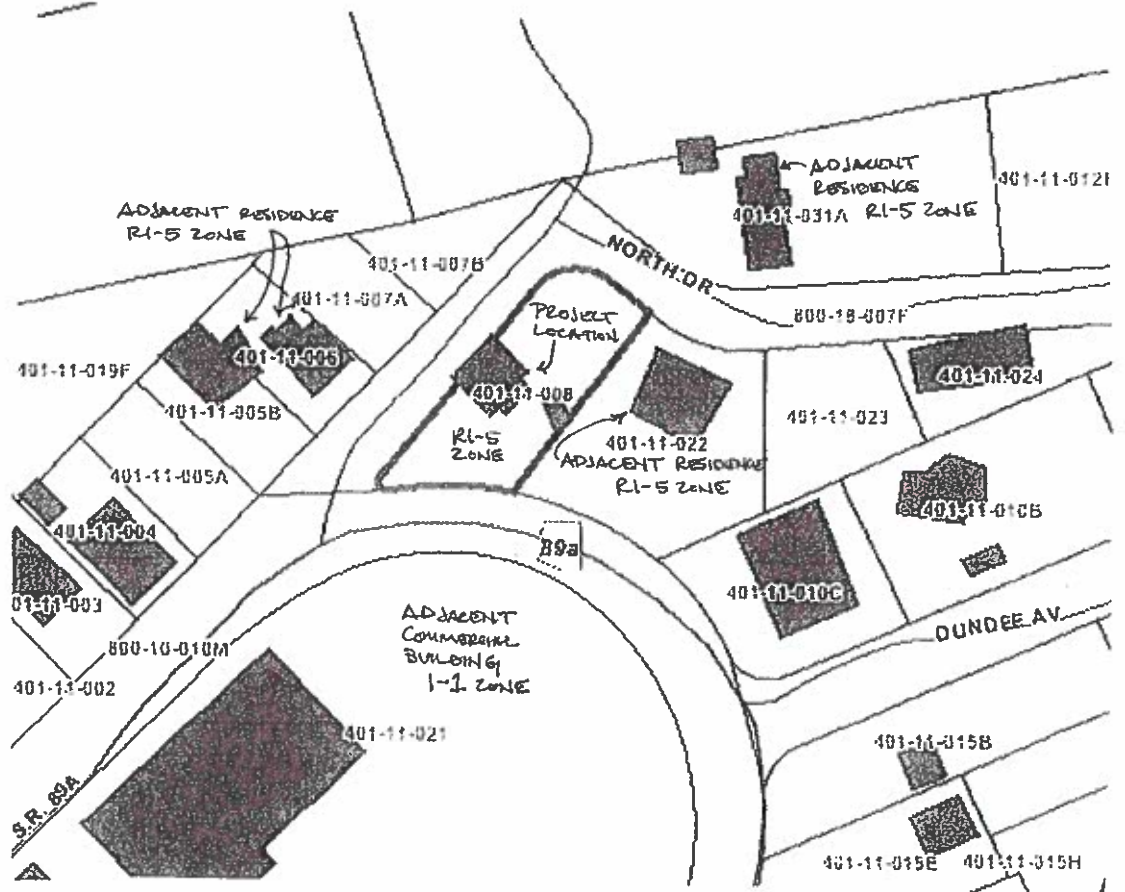 ADJACENT
RESIDENCE
R1-5 ZONE
401-11-031A
ADJACENT RESIDENCE
R1-5 ZONE
401-11-007B
NORTH DR
401-11-007A
800-18-007F
PROJECT
LOCATION
401-11-006
401-11-019F
401-11-008
401-11-024
401-11-005B
401-11-023
R1-5
ZONE
401-11-022
ADJACENT RESIDENCE
R1-5 ZONE
401-11-005A
401-11-004
401-11-010B
89a
01-11-003
401-11-010C
ADJACENT
COMMERCIAL
BUILDING
1-1 ZONE
DUNDEE AV
800-10-010M
401-11-002
401-11-021
401-11-015B
S.R. 89A
401-11-015E
401-11-015H